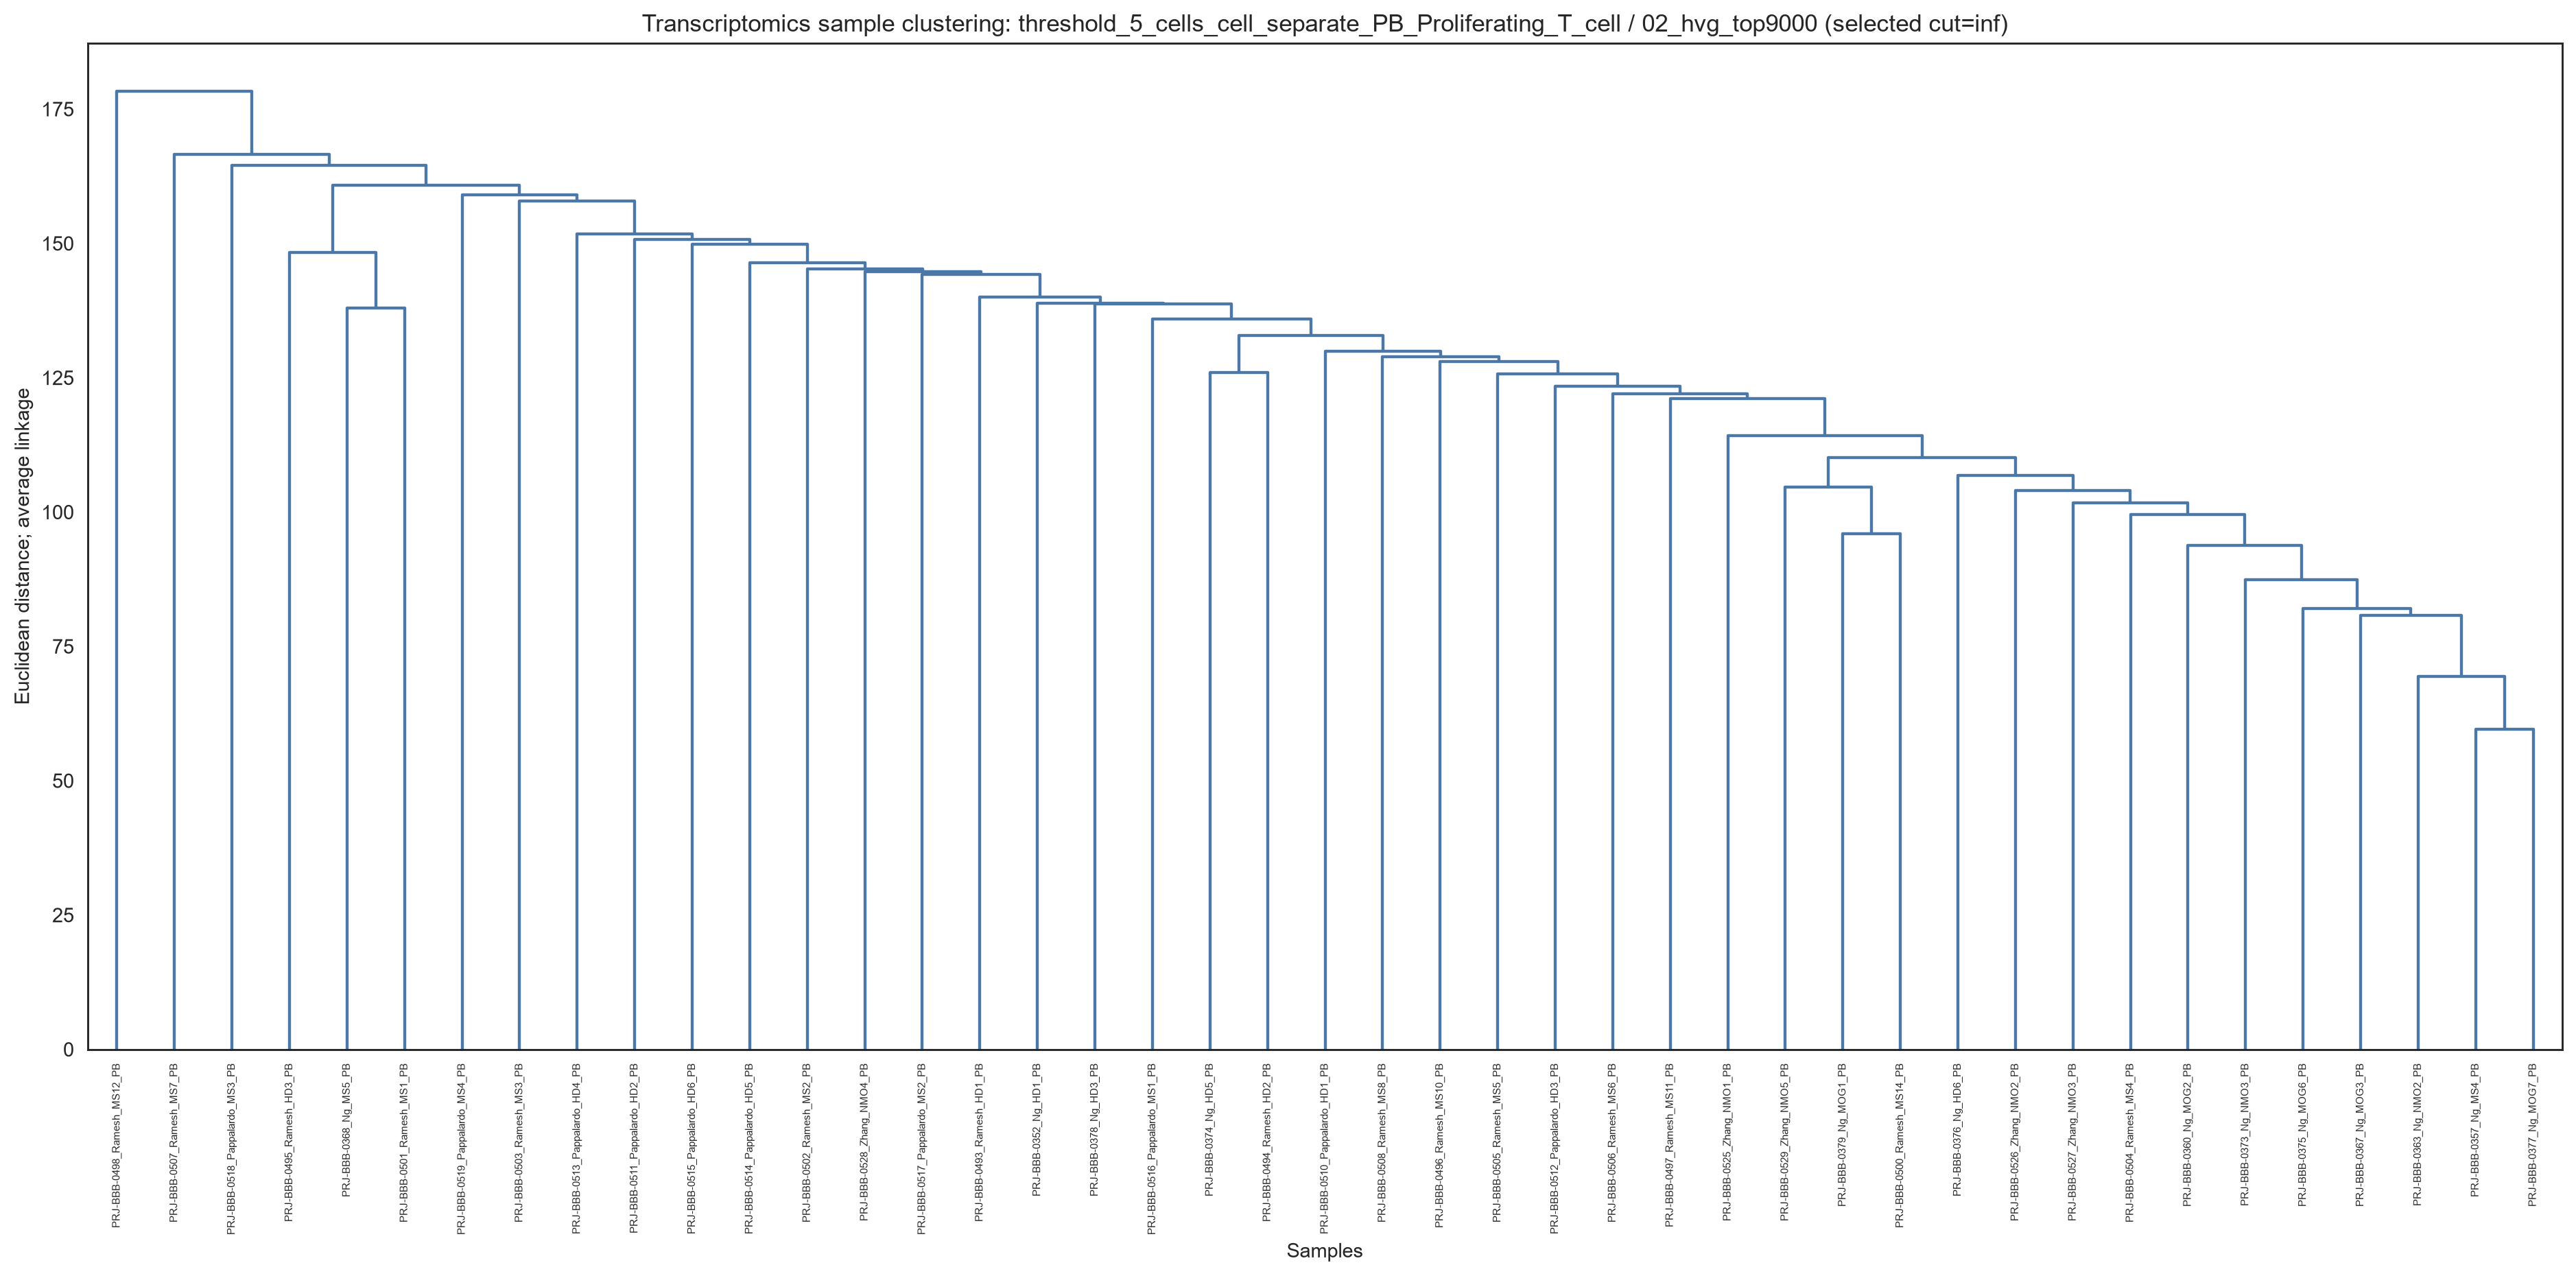 Transcriptomics sample clustering: threshold_5_cells_cell_separate_PB_Proliferating_T_cell / 02_hvg_top9000 (selected cut=inf)
Euclidean distance; average linkage
175
150
125
100
75
50
25
0
PRJ-BBB-0498_Ramesh_MS12_PB
PRJ-BBB-0507_Ramesh_MS7_PB
PRJ-BBB-0518_Pappalardo_MS3_PB
PRJ-BBB-0495_Ramesh_HD3_PB
PRJ-BBB-0368_Ng_MS5_PB
PRJ-BBB-0501_Ramesh_MS1_PB
PRJ-BBB-0519_Pappalardo_MS4_PB
PRJ-BBB-0503_Ramesh_MS3_PB
PRJ-BBB-0513_Pappalardo_HD4_PB
PRJ-BBB-0511_Pappalardo_HD2_PB
PRJ-BBB-0515_Pappalardo_HD6_PB
PRJ-BBB-0514_Pappalardo_HD5_PB
PRJ-BBB-0502_Ramesh_MS2_PB
PRJ-BBB-0528_Zhang_NMO4_PB
PRJ-BBB-0517_Pappalardo_MS2_PB
PRJ-BBB-0493_Ramesh_HD1_PB
PRJ-BBB-0352_Ng_HD1_PB
PRJ-BBB-0378_Ng_HD3_PB
PRJ-BBB-0516_Pappalardo_MS1_PB
PRJ-BBB-0374_Ng_HD5_PB
PRJ-BBB-0494_Ramesh_HD2_PB
PRJ-BBB-0510_Pappalardo_HD1_PB
PRJ-BBB-0508_Ramesh_MS8_PB
PRJ-BBB-0496_Ramesh_MS10_PB
PRJ-BBB-0505_Ramesh_MS5_PB
PRJ-BBB-0512_Pappalardo_HD3_PB
PRJ-BBB-0506_Ramesh_MS6_PB
PRJ-BBB-0497_Ramesh_MS11_PB
PRJ-BBB-0525_Zhang_NMO1_PB
PRJ-BBB-0529_Zhang_NMO5_PB
PRJ-BBB-0379_Ng_MOG1_PB
PRJ-BBB-0500_Ramesh_MS14_PB
PRJ-BBB-0376_Ng_HD6_PB
PRJ-BBB-0526_Zhang_NMO2_PB
PRJ-BBB-0527_Zhang_NMO3_PB
PRJ-BBB-0504_Ramesh_MS4_PB
PRJ-BBB-0360_Ng_MOG2_PB
PRJ-BBB-0373_Ng_NMO3_PB
PRJ-BBB-0375_Ng_MOG6_PB
PRJ-BBB-0367_Ng_MOG3_PB
PRJ-BBB-0363_Ng_NMO2_PB
PRJ-BBB-0357_Ng_MS4_PB
PRJ-BBB-0377_Ng_MOG7_PB
Samples